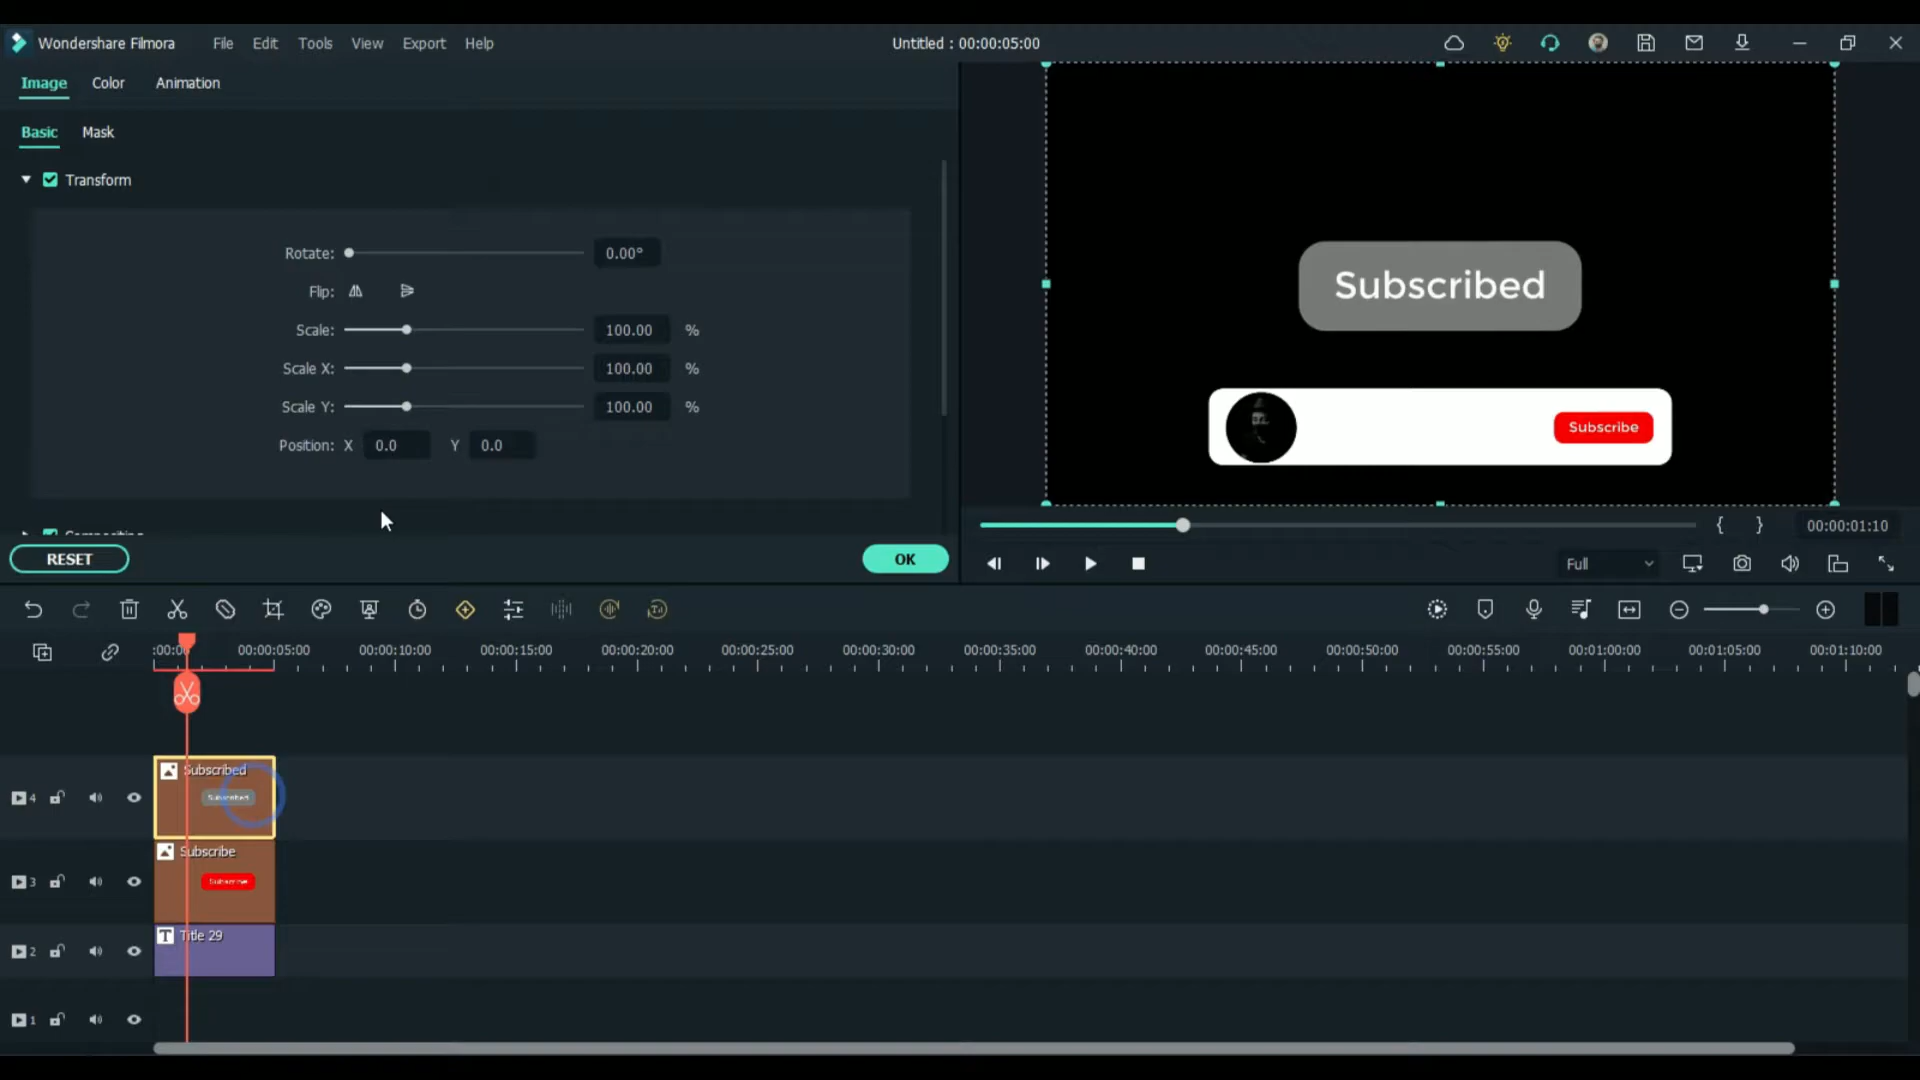 Wondershare Filmora File Edit Tools View Export Help Untitled : 00:00:05:00
Image Color Animation
Basic Mask
Transform
Rotate: 0.00°
Flip:
Scale: 100.00 %
Scale X: 100.00 %
Scale Y: 100.00 %
Position: X 0.0 Y 0.0
Compositing
RESET OK
Subscribed
Subscribe
{ } 00:00:01:10
Full
00:00:05:00 00:00:10:00 00:00:15:00 00:00:20:00 00:00:25:00 00:00:30:00 00:00:35:00 00:00:40:00 00:00:45:00 00:00:50:00 00:00:55:00 00:01:00:00 00:01:05:00 00:01:10:00
Subscribed
4 Subscribed
Subscribe
3 Subscribe
T Title 29
2
1